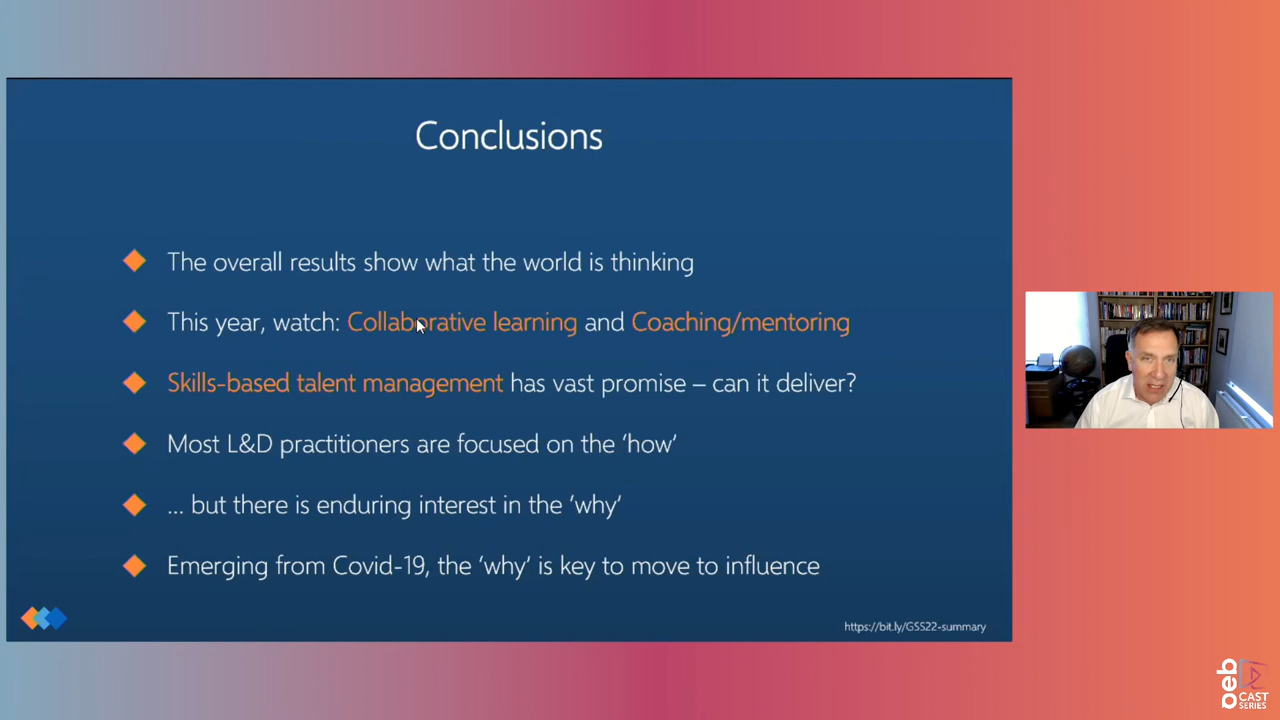 Conclusions
The overall results show what the world is thinking
This year, watch: Collaborative learning and Coaching/mentoring
Skills-based talent management has vast promise – can it deliver?
Most L&D practitioners are focused on the ‘how’
... but there is enduring interest in the ‘why’
Emerging from Covid-19, the ‘why’ is key to move to influence
https://bit.ly/GSS22-summary
oeb
CAST
SERIES